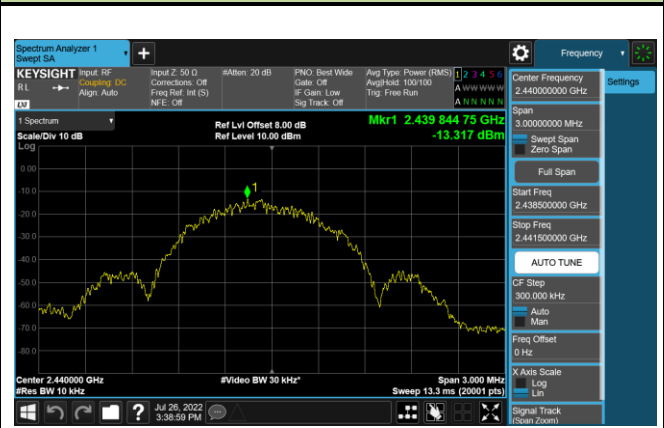 Spectrum Analyzer 1
Swept SA
+
Frequency
KEYSIGHT
RL
LXI
Input: RF
Coupling: DC
Align: Auto
Input Z: 50 Ω
Corrections: Off
Freq Ref: Int (S)
NFE: Off
#Atten: 20 dB
PNO: Best Wide
Gate: Off
IF Gain: Low
Sig Track: Off
Avg Type: Power (RMS)
Avg|Hold: 100/100
Trig: Free Run
1 2 3 4 5 6
A W W W W W
A N N N N N
1 Spectrum
Scale/Div 10 dB
Log
Ref Lvl Offset 8.00 dB
Ref Level 10.00 dBm
Mkr1 2.439 844 75 GHz
-13.317 dBm
0.00
-10.0
-20.0
-30.0
-40.0
-50.0
-60.0
-70.0
-80.0
1
Center 2.440000 GHz
#Res BW 10 kHz
#Video BW 30 kHz*
Span 3.000 MHz
Sweep 13.3 ms (20001 pts)
Jul 26, 2022
3:38:59 PM
?
Center Frequency
2.440000000 GHz
Settings
Span
3.00000000 MHz
Swept Span
Zero Span
Full Span
Start Freq
2.438500000 GHz
Stop Freq
2.441500000 GHz
AUTO TUNE
CF Step
300.000 kHz
Auto
Man
Freq Offset
0 Hz
X Axis Scale
Log
Lin
Signal Track
(Span Zoom)